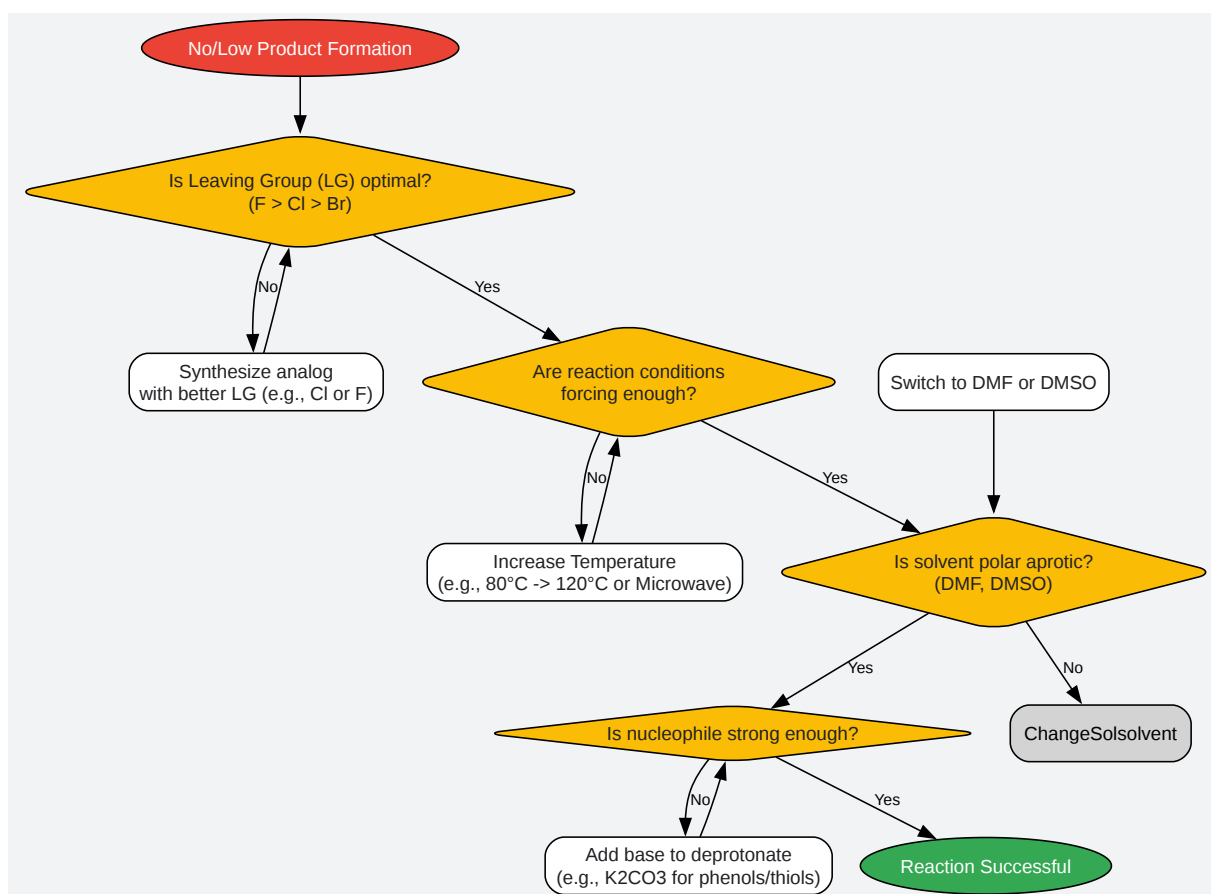 No/Low Product Formation
Is Leaving Group (LG) optimal?
(F > Cl > Br)
No
Yes
Synthesize analog
with better LG (e.g., Cl or F)
Are reaction conditions
forcing enough?
Switch to DMF or DMSO
No
Yes
Increase Temperature
(e.g., 80°C -> 120°C or Microwave)
Is solvent polar aprotic?
(DMF, DMSO)
Yes
No
Is nucleophile strong enough?
ChangeSolsolvent
No
Yes
Add base to deprotonate
(e.g., K2CO3 for phenols/thiols)
Reaction Successful